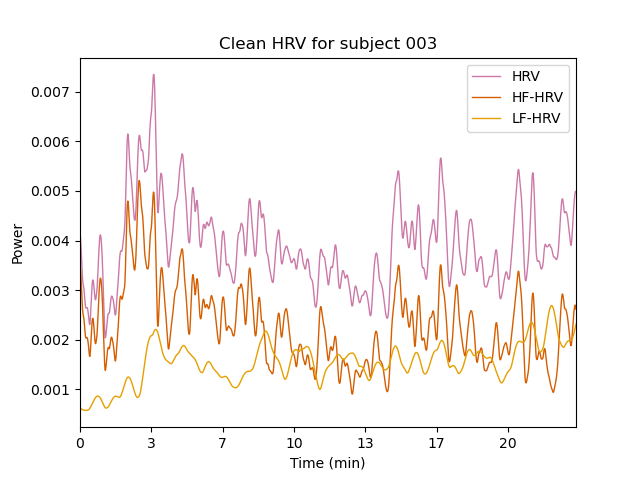 Clean HRV for subject 003
HRV
HF-HRV
LF-HRV
Power
0.007
0.006
0.005
0.004
0.003
0.002
0.001
0 3 7 10 13 17 20
Time (min)